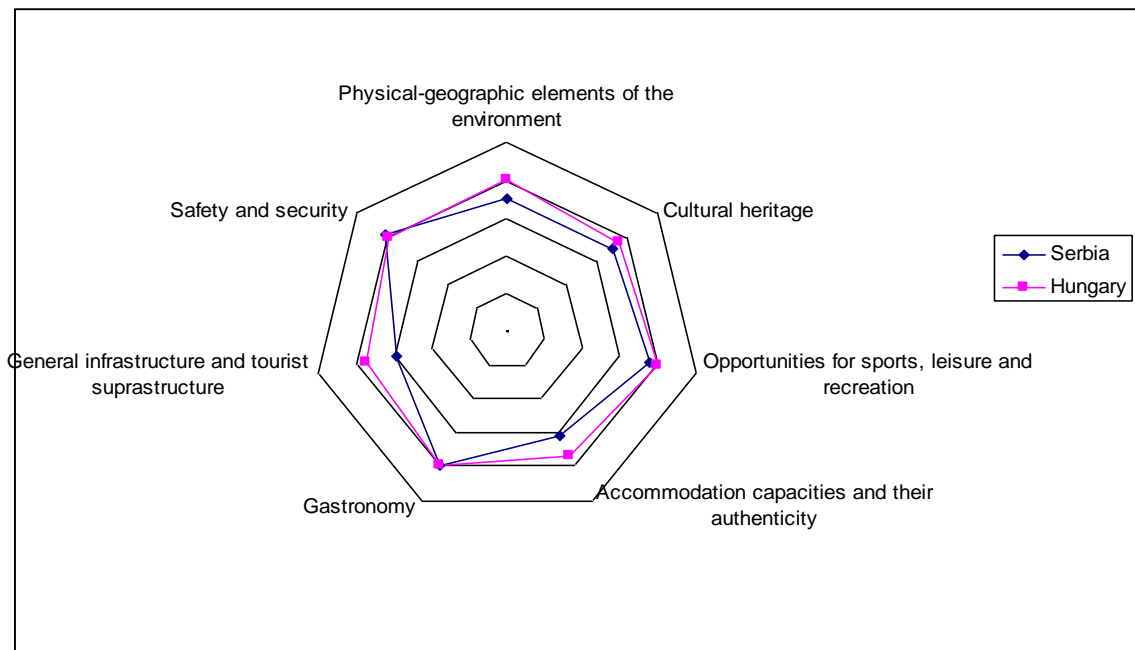 Physical-geographic elements of the
environment
Safety and security
Cultural heritage
Serbia
Hungary
General infrastructure and tourist
suprastructure
Opportunities for sports, leisure and
recreation
Gastronomy
Accommodation capacities and their
authenticity